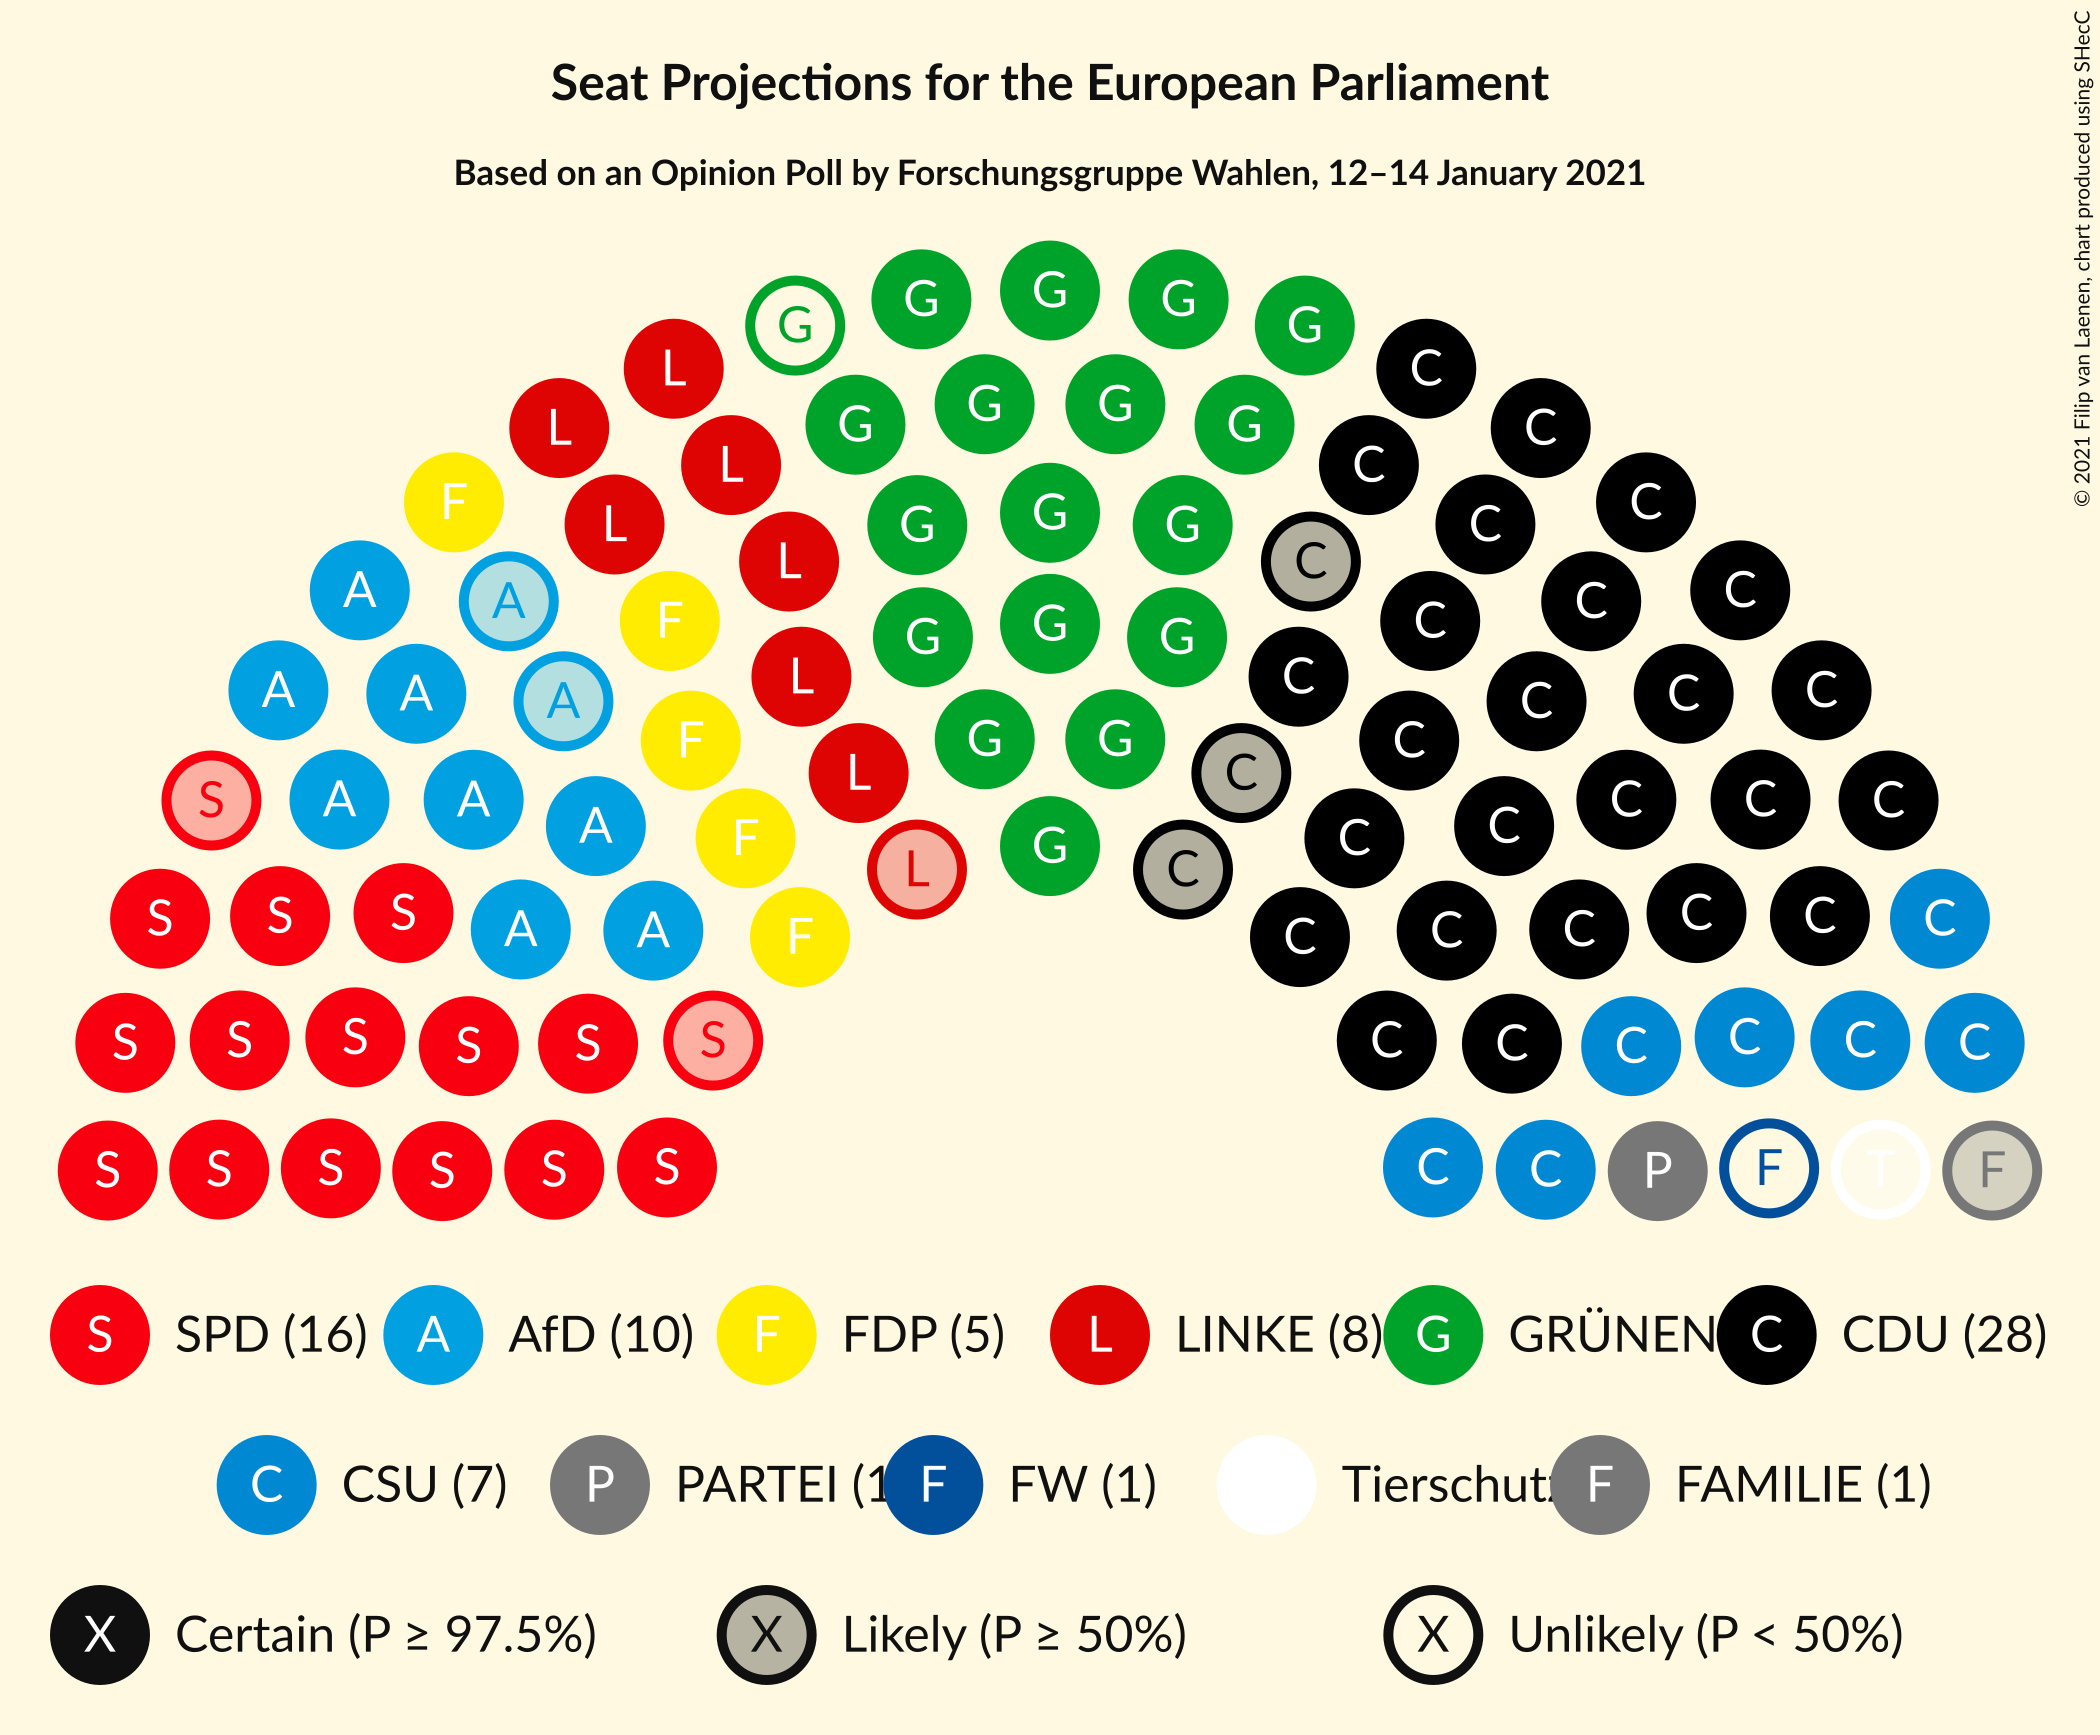 Seat Projections for the European Parliament
Based on an Opinion Poll by Forschungsgruppe Wahlen, 12–14 January 2021
© 2021 Filip van Laenen, chart produced using SHecC
G G G G G
L C
L G G G G C
F L C C
L G G G C C
A A L C C
F F C C
A A A L G G G C C C C
F C
S A A A L G G C C C C C
F C
S S S A A F L G C C C C C C C
S S S S S S C C C C C C
S S S S S S C C P F T F
S SPD (16) A AfD (10) F FDP (5) L LINKE (8) G GRÜNEN C CDU (28)
C CSU (7) P PARTEI (1 F FW (1) Tierschutz F FAMILIE (1)
X Certain (P ≥ 97.5%) X Likely (P ≥ 50%) X Unlikely (P < 50%)